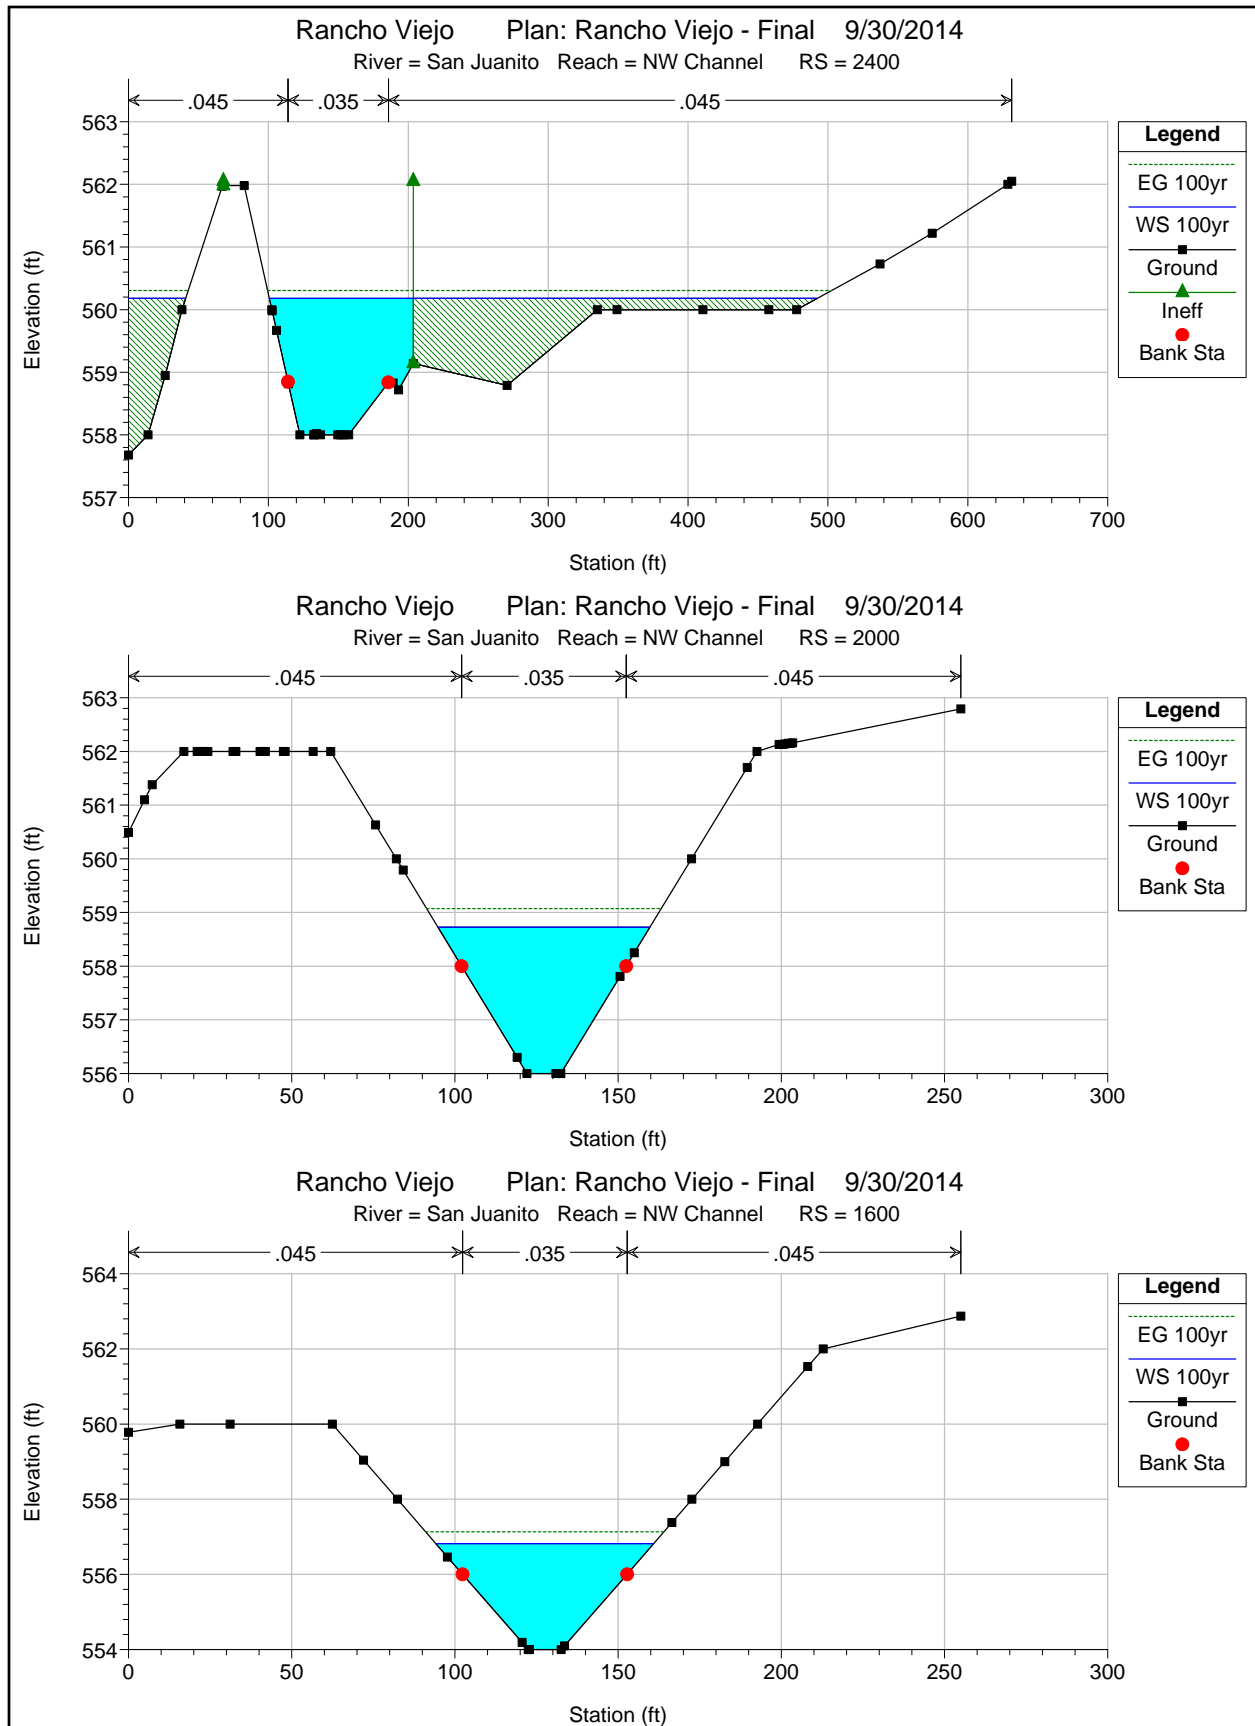 Rancho Viejo Plan: Rancho Viejo - Final 9/30/2014
River = San Juanito Reach = NW Channel RS = 2400
.045 .035 .045
563
562
561
560
559
558
557
Elevation (ft)
0 100 200 300 400 500 600 700
Station (ft)
Legend
EG 100yr
WS 100yr
Ground
Ineff
Bank Sta
Rancho Viejo Plan: Rancho Viejo - Final 9/30/2014
River = San Juanito Reach = NW Channel RS = 2000
.045 .035 .045
563
562
561
560
559
558
557
556
Elevation (ft)
0 50 100 150 200 250 300
Station (ft)
Legend
EG 100yr
WS 100yr
Ground
Bank Sta
Rancho Viejo Plan: Rancho Viejo - Final 9/30/2014
River = San Juanito Reach = NW Channel RS = 1600
.045 .035 .045
564
562
560
558
556
554
Elevation (ft)
0 50 100 150 200 250 300
Station (ft)
Legend
EG 100yr
WS 100yr
Ground
Bank Sta